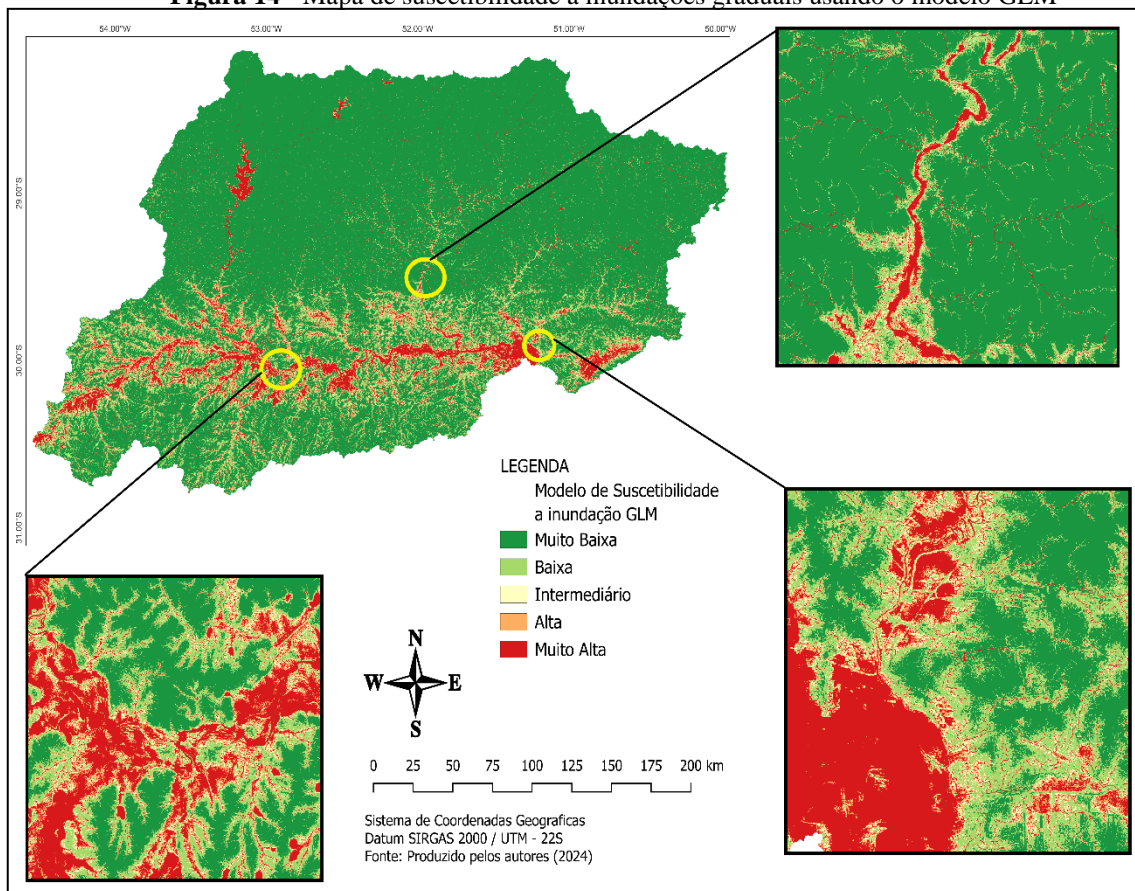 Figura 14 - Mapa de suscetibilidade a inundações graduais usando o modelo GLM
54.00°W 53.00°W 52.00°W 51.00°W 50.00°W
29.00°S
30.00°S
31.00°S
LEGENDA
Modelo de Suscetibilidade
a inundação GLM
Muito Baixa
Baixa
Intermediário
Alta
Muito Alta
N
W E
S
0 25 50 75 100 125 150 175 200 km
Sistema de Coordenadas Geograficas
Datum SIRGAS 2000 / UTM - 22S
Fonte: Produzido pelos autores (2024)